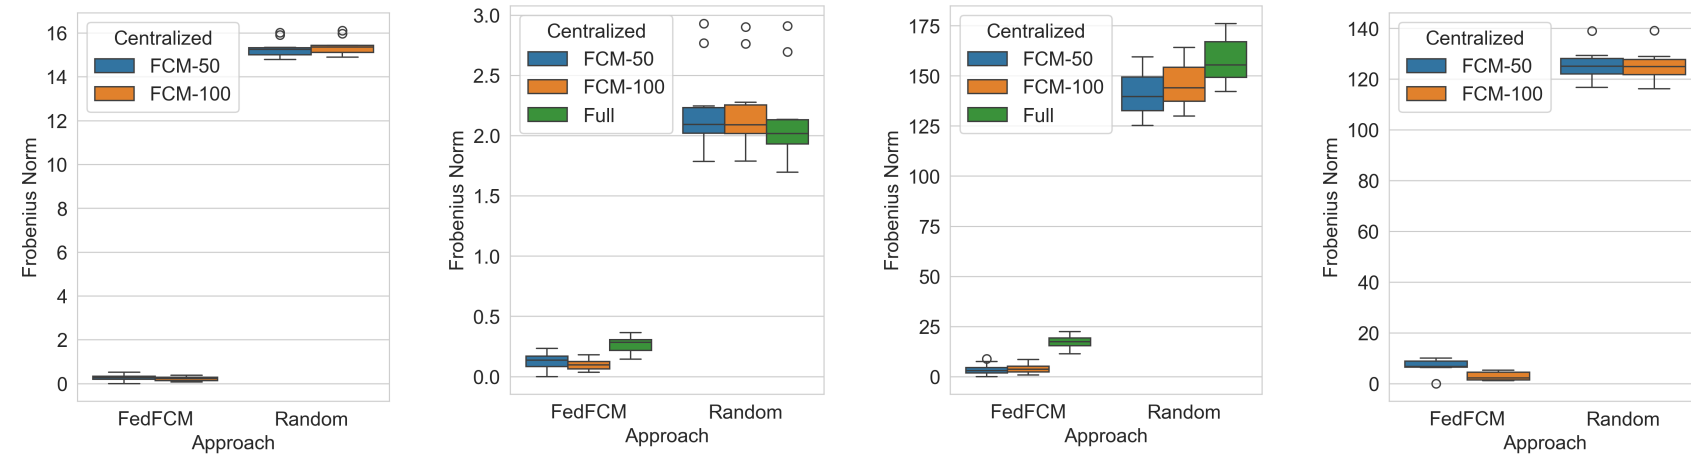 Centralized
FCM-50
FCM-100
16
14
12
10
8
6
4
2
0
Frobenius Norm
FedFCM
Random
Approach
Centralized
FCM-50
FCM-100
Full
3.0
2.5
2.0
1.5
1.0
0.5
0.0
Frobenius Norm
FedFCM
Random
Approach
Centralized
FCM-50
FCM-100
Full
175
150
125
100
75
50
25
0
Frobenius Norm
FedFCM
Random
Approach
Centralized
FCM-50
FCM-100
140
120
100
80
60
40
20
0
Frobenius Norm
FedFCM
Random
Approach